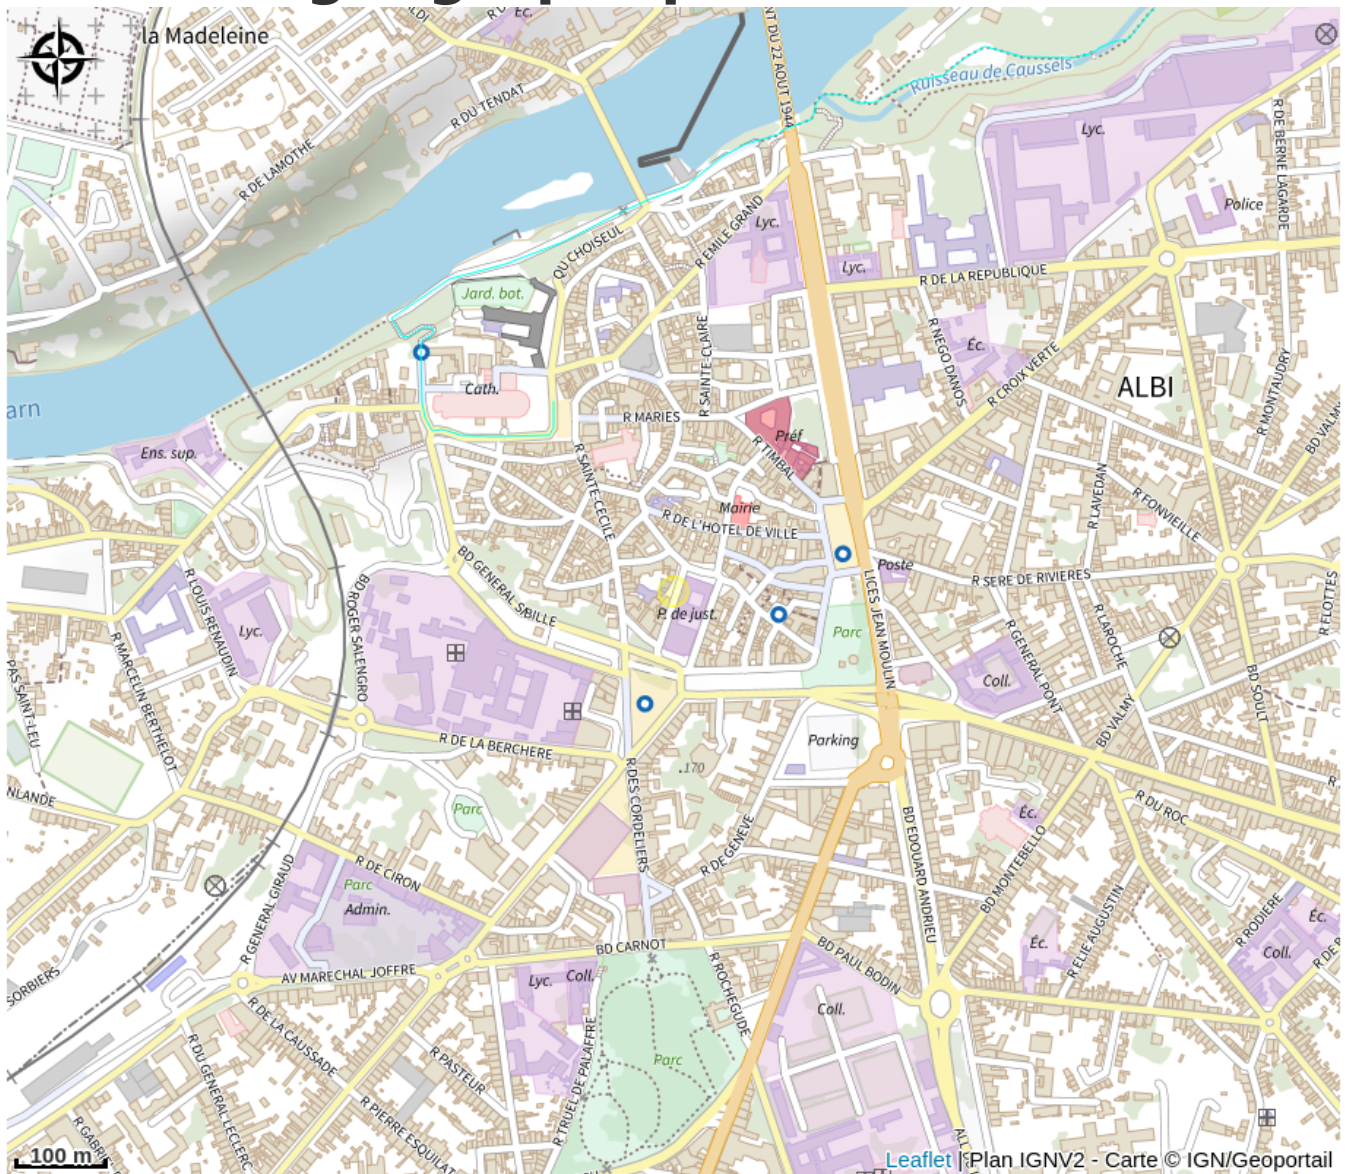 la Madeleine
Éc.
R DU TENDAT
R DE LAMOTHE
NT DU 22 AOUT 1944
Ruisseau de Caussels
Lyc.
R DE BERNE LAGARDE
Police
R EMILE GRAND
Lyc.
QU CHOISEUL
Lyc.
R DE LA REPUBLIQUE
Jard. bot.
R NEGO DANOS
Éc.
R CROIX VERTE
ALBI
R MONTAUDRY
R SAINTE-CLAIRE
Cath.
arn
R MARIES
Préf
R TIMBAL
BD VALMY
Ens. sup.
R SAINTE-CECILE
R LAVEDAN
R FONVIEILLE
Mairie
R DE L'HOTEL DE VILLE
BD GENERAL SIBILLE
Poste
R SERE DE RIVIERES
R FLOTTES
R LOUIS RENAUDIN
BD ROGER SALENGRO
LICES JEAN MOULIN
P. de just.
Lyc.
Parc
R LAROCHE
R GENERAL PONT
R MARCELIN BERTHELOT
PAS SAINT-LEU
Coll.
BD SOULT
BD VALMY
R DE LA BERCHERE
Parking
.170
R DES CORDELIERS
NLANDE
Parc
R DU ROC
Éc.
R DE GENEVE
BD EDOUARD ANDRIEU
BD MONTEBELLO
R DE CIRON
Parc
Admin.
R GENERAL GIRAUD
R ELIE AUGUSTIN
R RODIERE
Éc.
Éc.
Coll.
BD CARNOT
BD PAUL BODIN
SORBIERS
AV MARECHAL JOFFRE
Lyc.
Coll.
R ROCHEGUDE
Coll.
R DE LA CAUSSADE
R DU GENERAL LECLERC
R PASTEUR
R TRUEL DE PALAFFRE
Parc
R PIERRE ESQUILAT
R GABRI
ALL
100 m
Leaflet | Plan IGNV2 - Carte © IGN/Geoportail